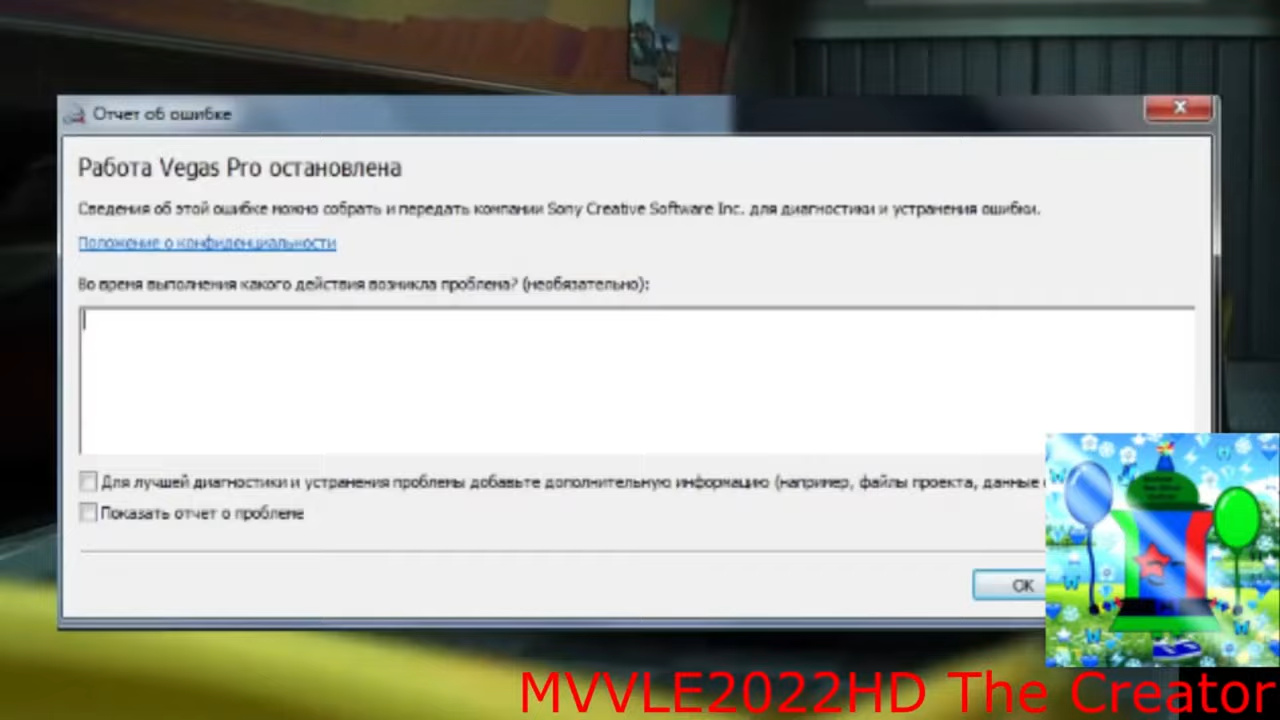 Отчет об ошибке
Работа Vegas Pro остановлена
Сведения об этой ошибке можно собрать и передать компании Sony Creative Software Inc. для диагностики и устранения ошибки.
Положение о конфиденциальности
Во время выполнения какого действия возникла проблема? (необязательно):
Для лучшей диагностики и устранения проблемы добавьте дополнительную информацию (например, файлы проекта, данные
Показать отчет о проблеме
OK
MVVLE2022HD The Creator